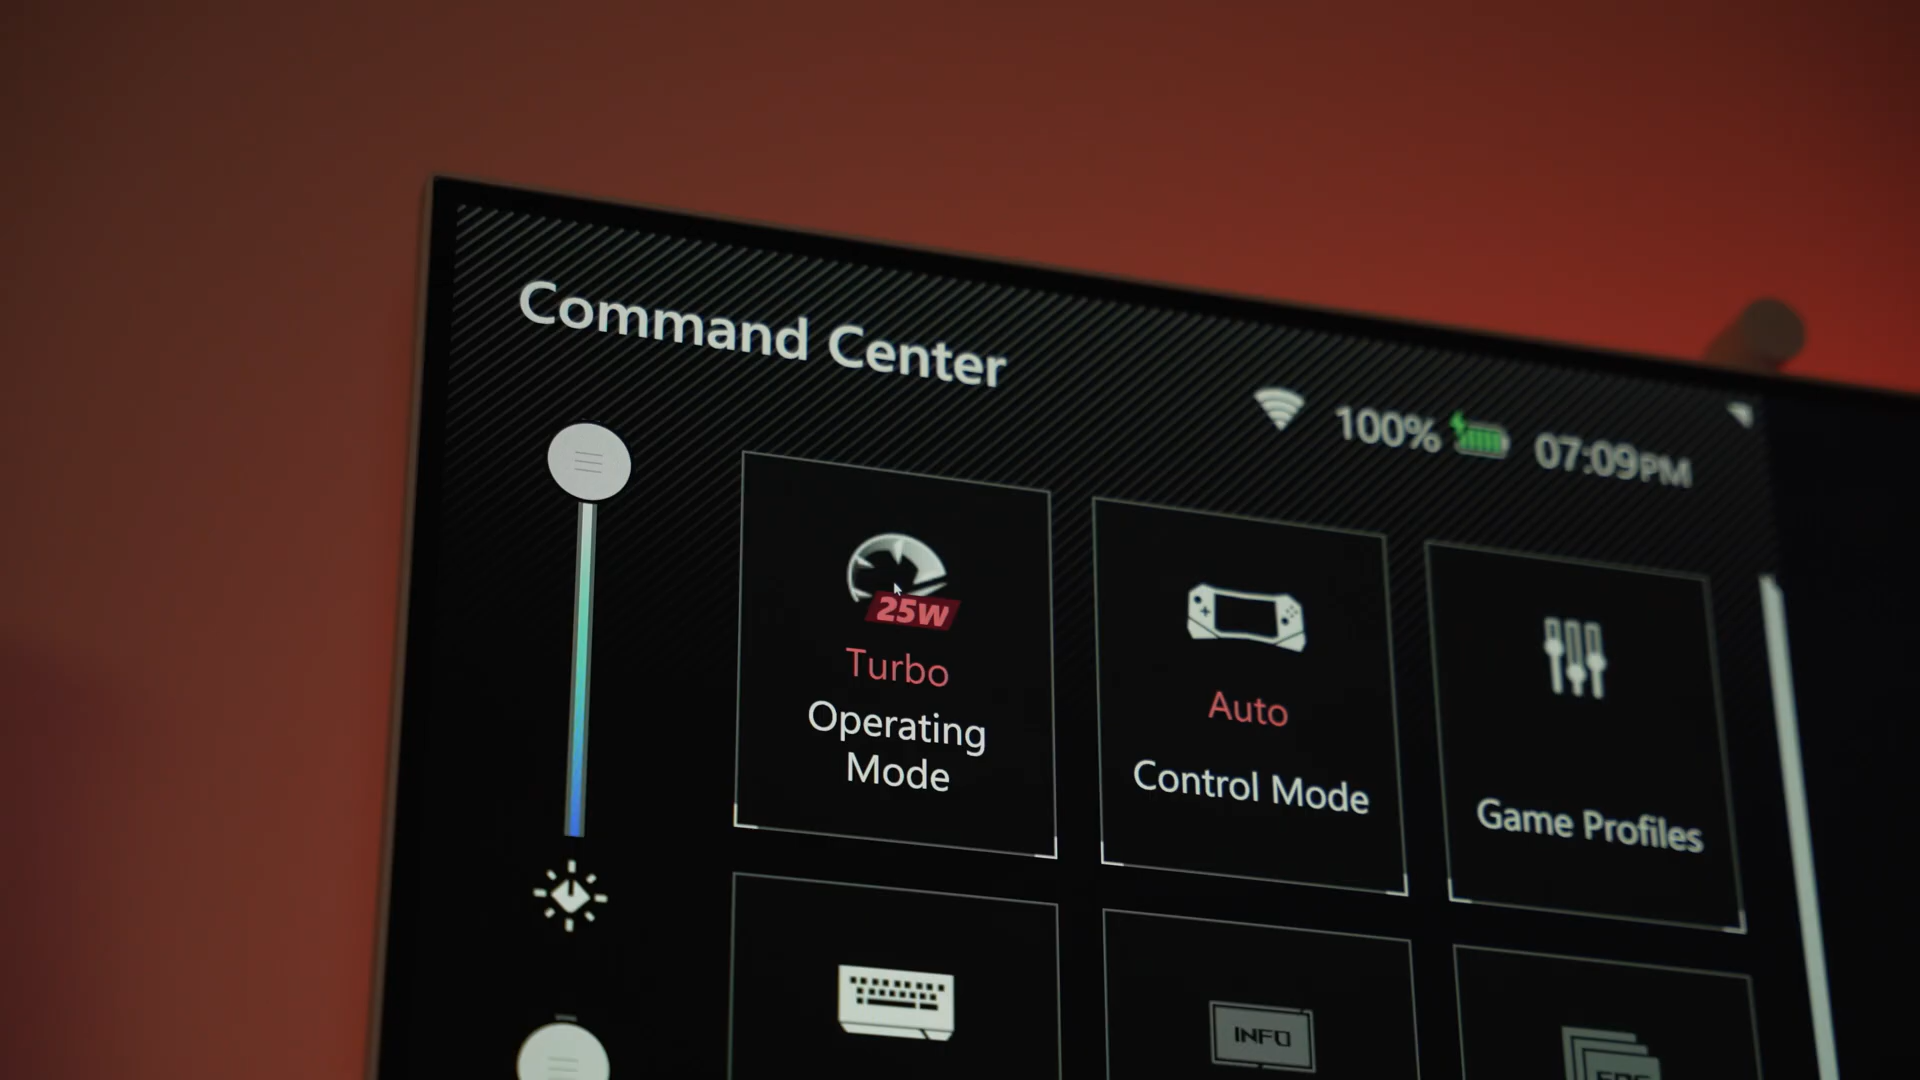 Command Center
100%
07:09PM
25W
Turbo
Operating
Mode
Auto
Control Mode
Game Profiles
INFO